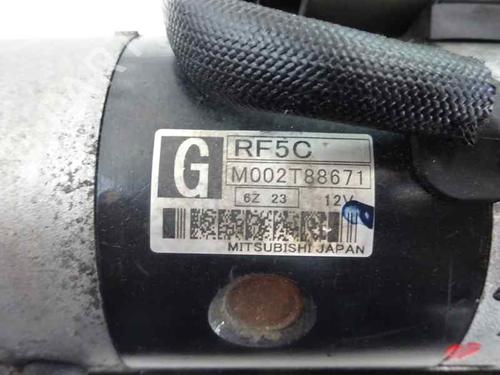 G
RF5C
M002T88671
6Z 23 12V
MITSUBISHI JAPAN